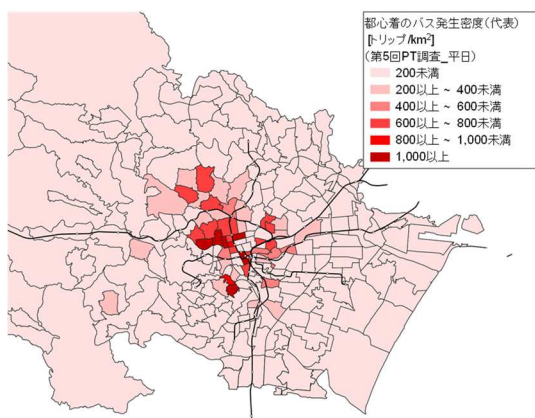 都心着のバス発生密度(代表)
[トリップ/km²]
(第5回PT調査_平日)
200未満
200以上 ~ 400未満
400以上 ~ 600未満
600以上 ~ 800未満
800以上 ~ 1,000未満
1,000以上